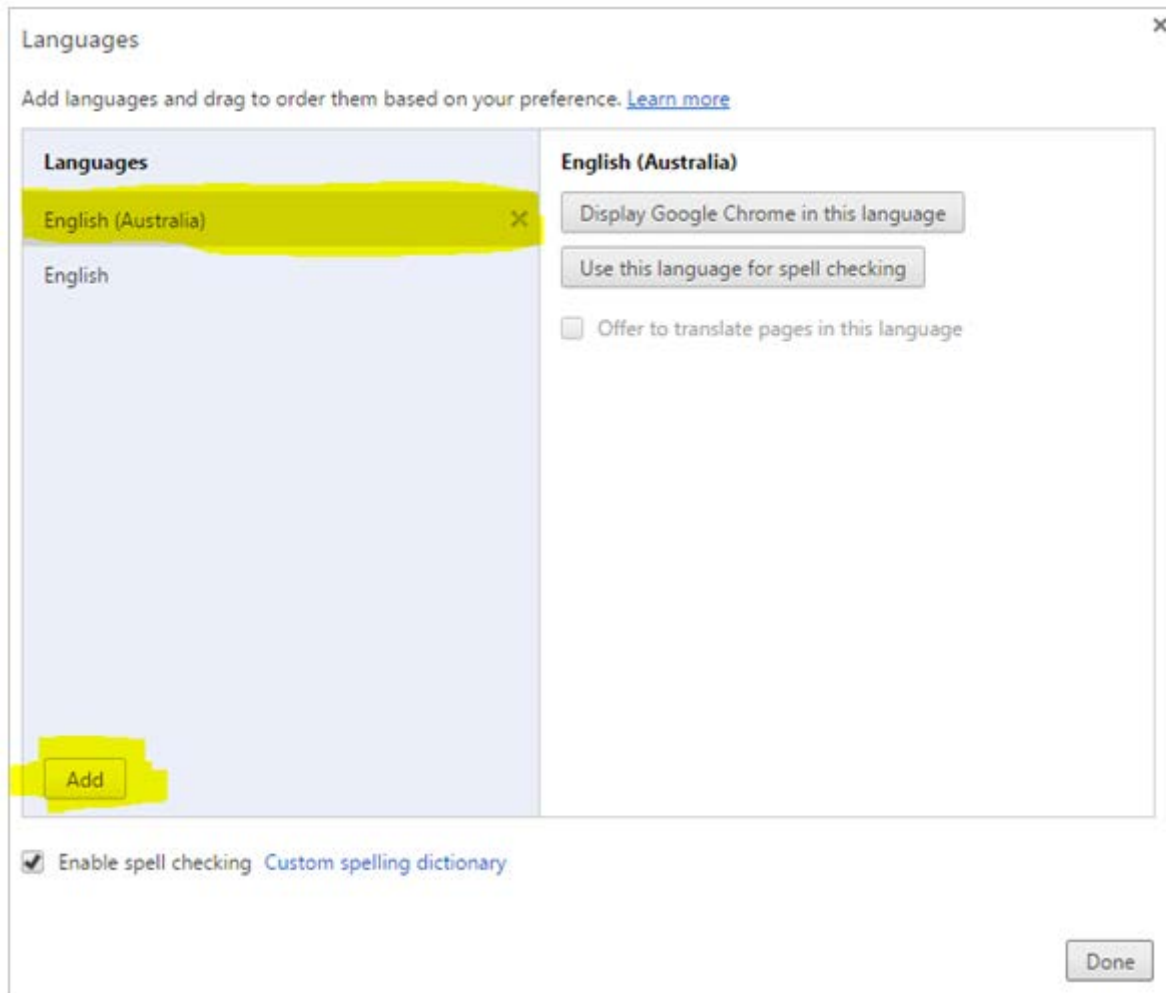 Languages
Add languages and drag to order them based on your preference. Learn more
Languages
English (Australia)
English
Add
English (Australia)
Display Google Chrome in this language
Use this language for spell checking
Offer to translate pages in this language
Enable spell checking Custom spelling dictionary
Done